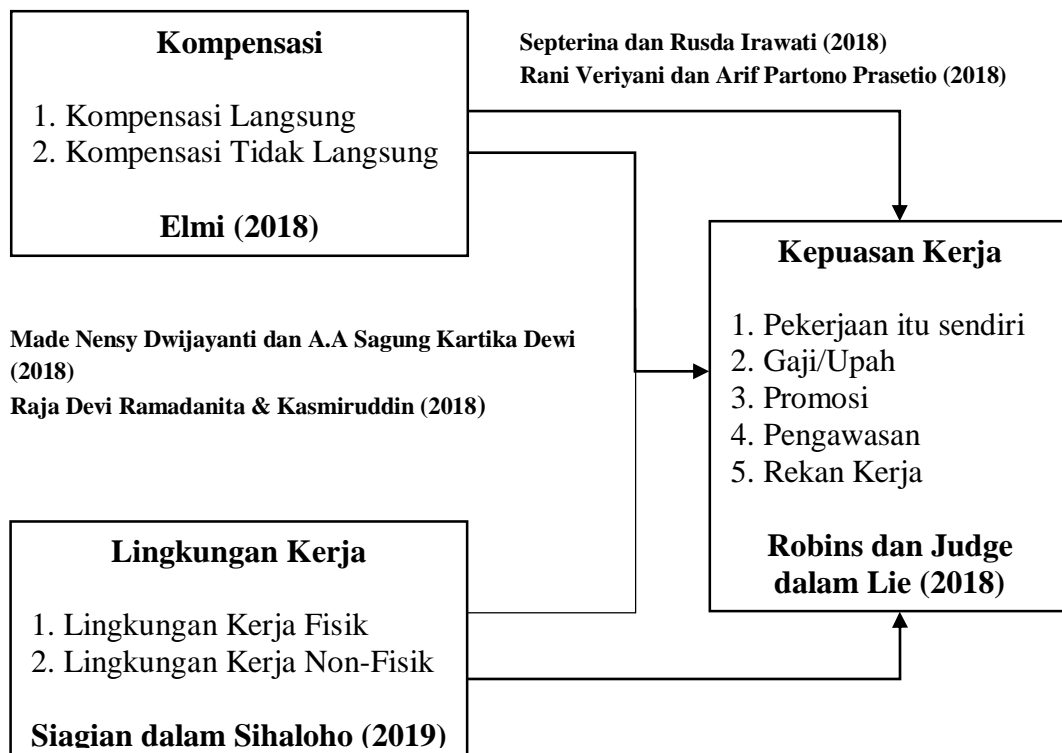 Kompensasi
1. Kompensasi Langsung
2. Kompensasi Tidak Langsung
Elmi (2018)
Septerina dan Rusda Irawati (2018)
Rani Veriyani dan Arif Partono Prasetio (2018)
Made Nensy Dwijayanti dan A.A Sagung Kartika Dewi
(2018)
Raja Devi Ramadanita & Kasmiruddin (2018)
Kepuasan Kerja
1. Pekerjaan itu sendiri
2. Gaji/Upah
3. Promosi
4. Pengawasan
5. Rekan Kerja
Robins dan Judge
dalam Lie (2018)
Lingkungan Kerja
1. Lingkungan Kerja Fisik
2. Lingkungan Kerja Non-Fisik
Siagian dalam Sihaloho (2019)